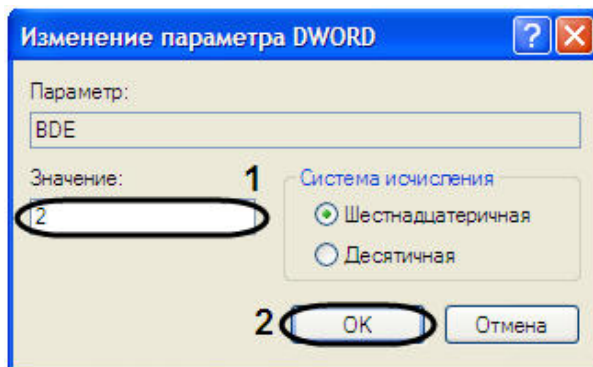 Изменение параметра DWORD
Параметр:
BDE
Значение:
1
Система исчисления
2
Шестнадцатеричная
Десятичная
2
OK
Отмена